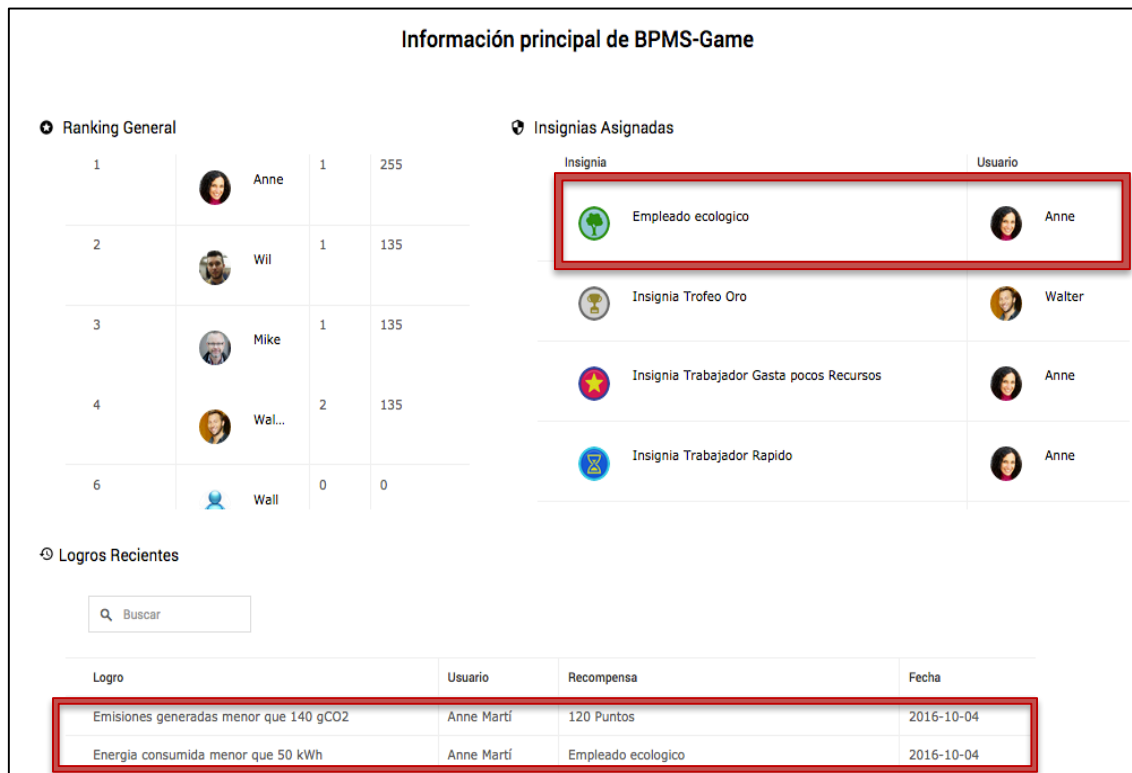 Información principal de BPMS-Game
Ranking General
1 Anne 1 255
2 Wil 1 135
3 Mike 1 135
4 Wal... 2 135
6 Wall 0 0
Insignias Asignadas
Insignia Usuario
Empleado ecologico Anne
Insignia Trofeo Oro Walter
Insignia Trabajador Gasta pocos Recursos Anne
Insignia Trabajador Rapido Anne
Logros Recientes
Buscar
Logro Usuario Recompensa Fecha
Emisiones generadas menor que 140 gCO2 Anne Martí 120 Puntos 2016-10-04
Energia consumida menor que 50 kWh Anne Martí Empleado ecologico 2016-10-04